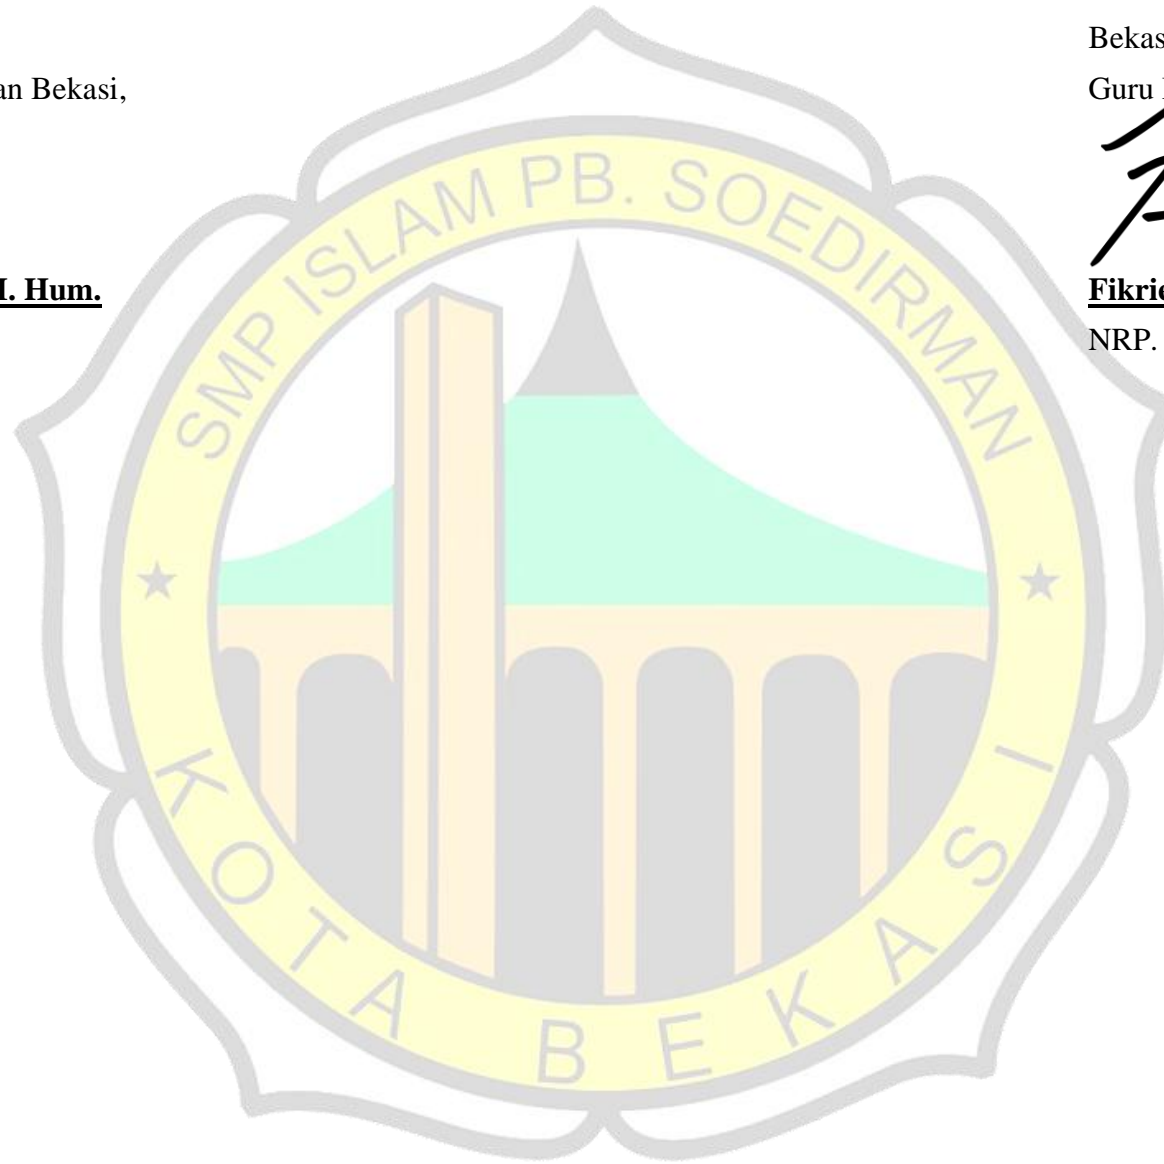 Bekas
an Bekasi,
Guru
. Hum.
Fikrie
NRP.
SMP ISLAM PB. SOEDIRMAN
★ ★
KOTA BEKASI